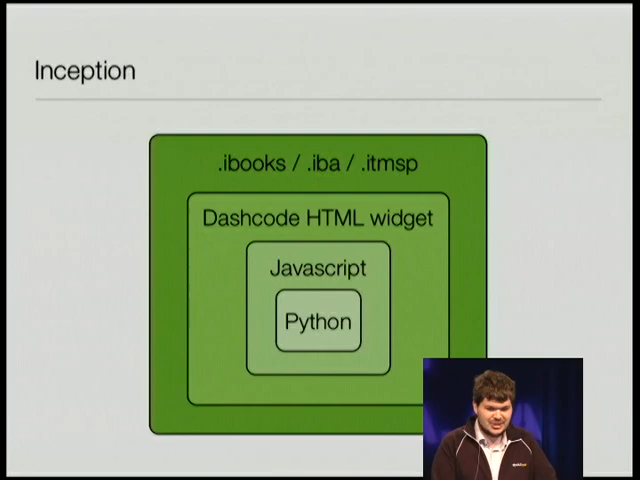 Inception
.ibooks / .iba / .itmsp
Dashcode HTML widget
Javascript
Python